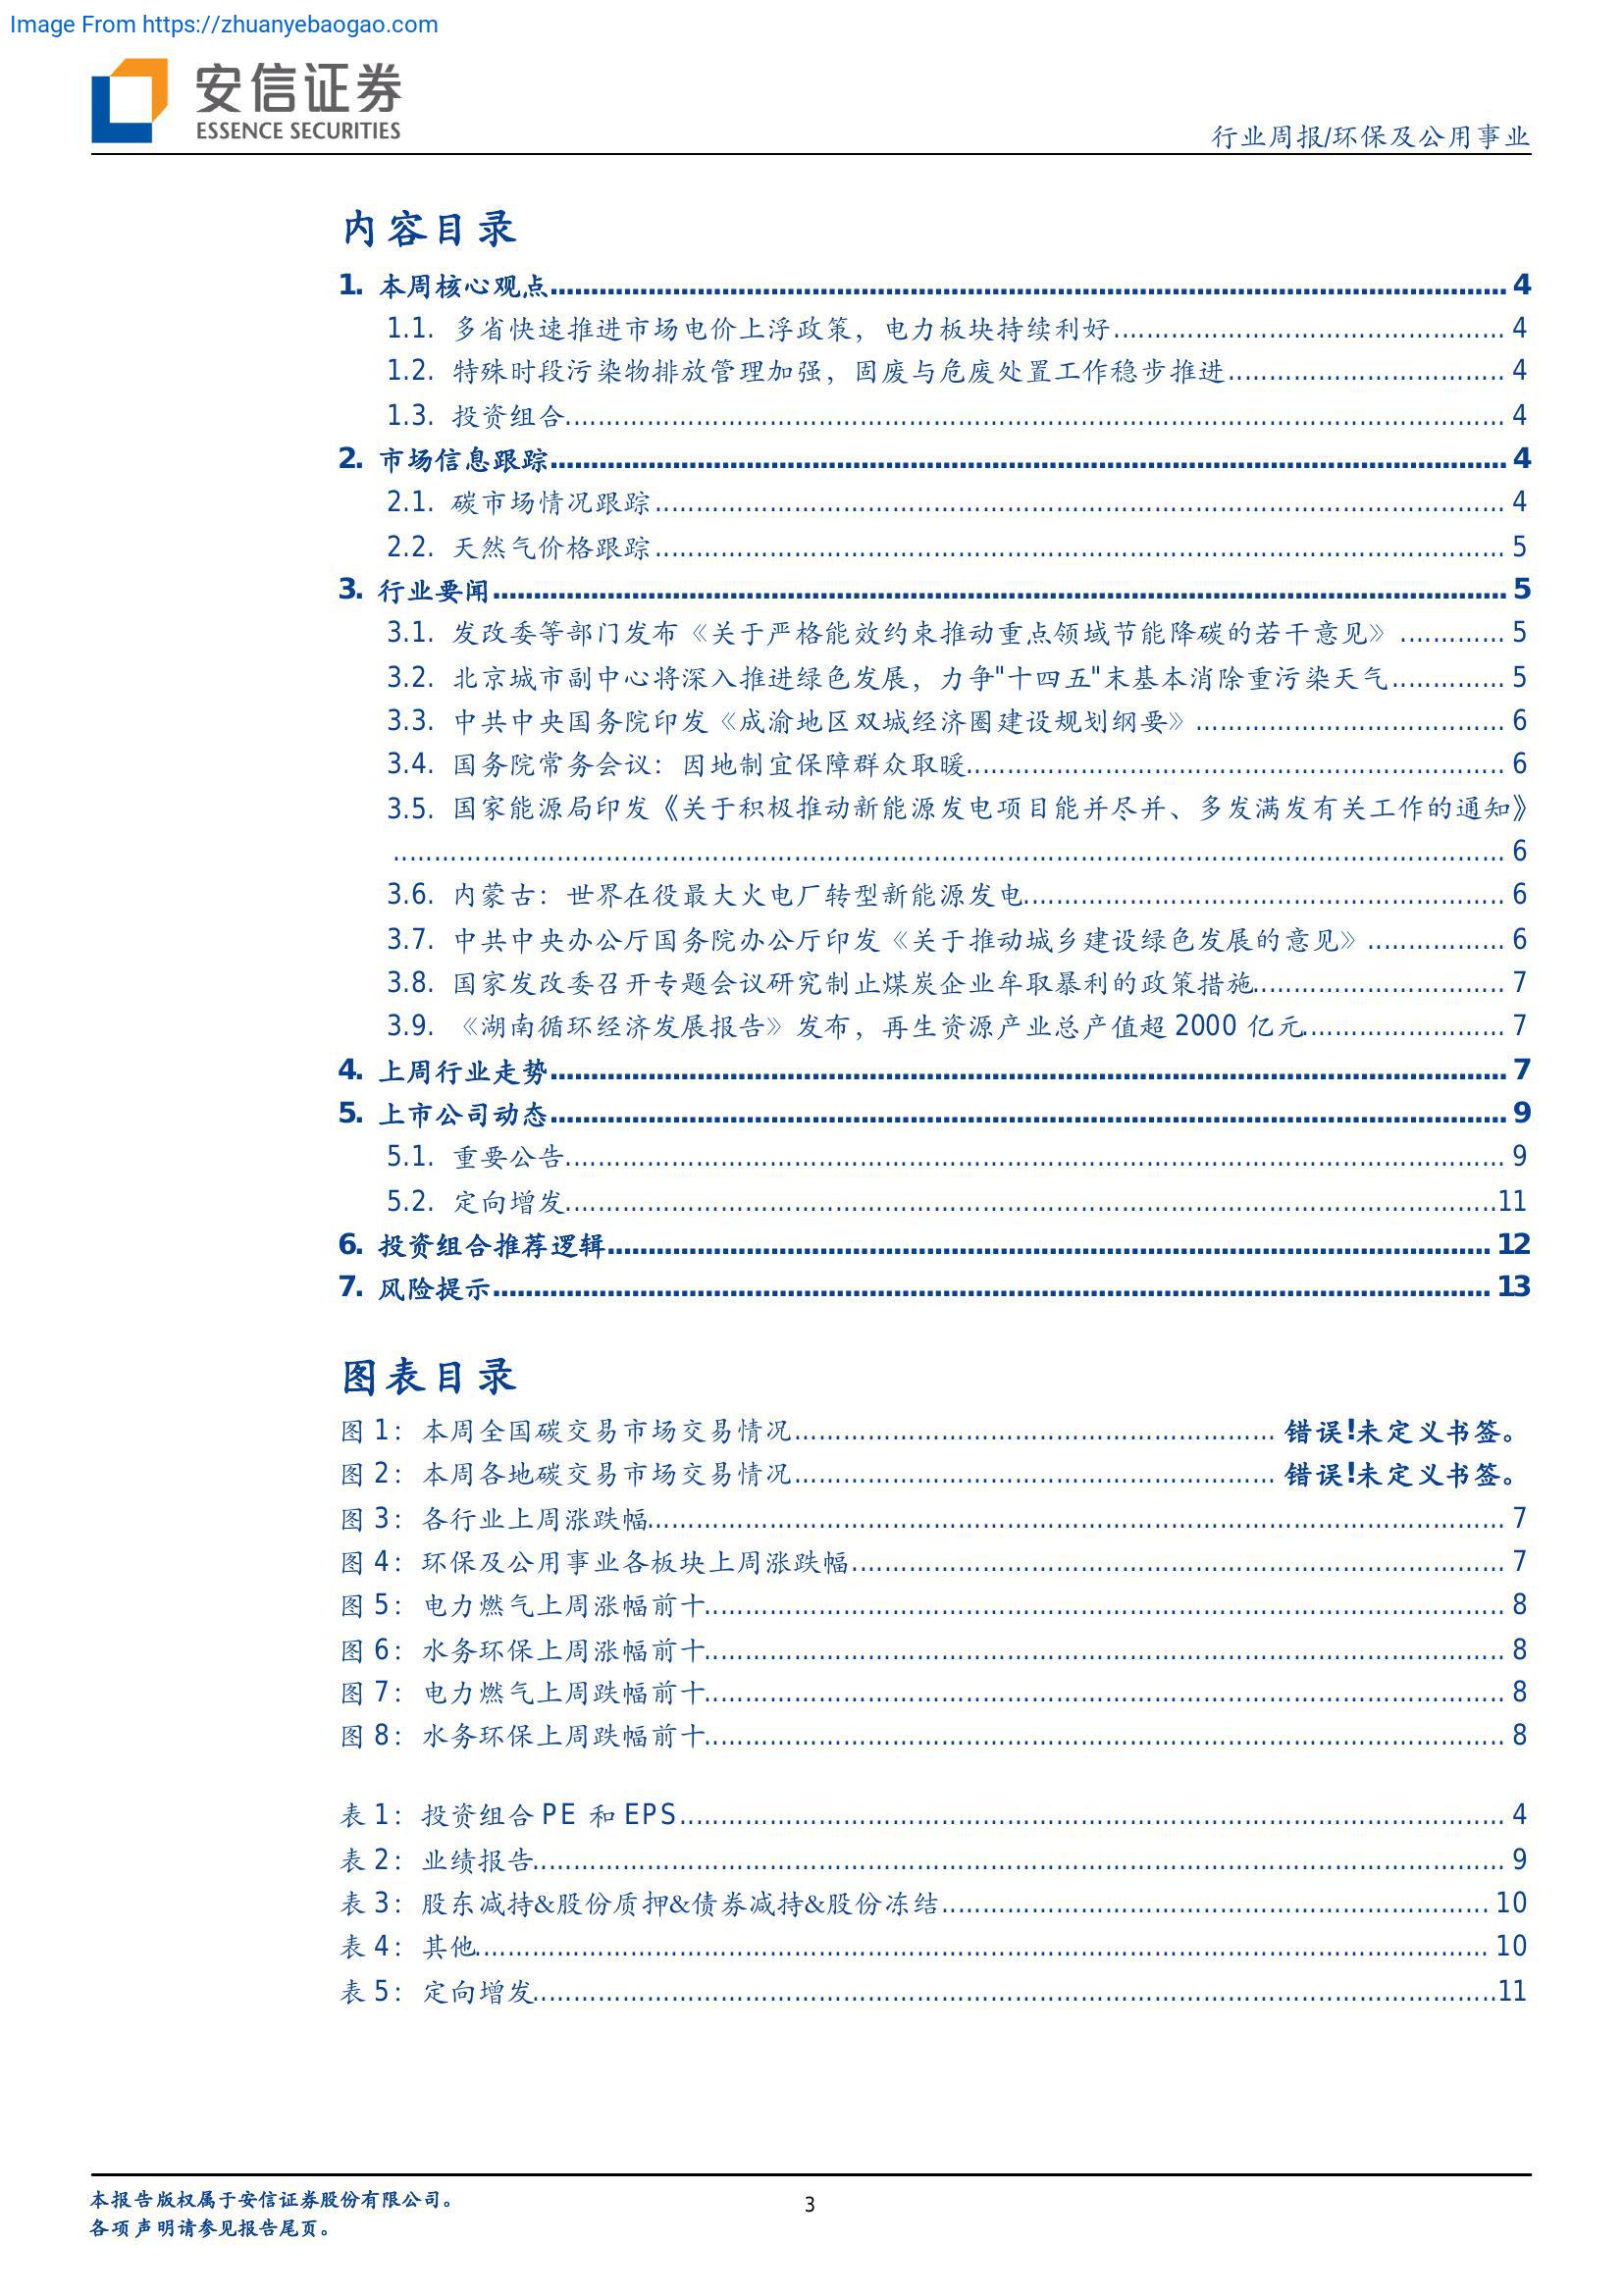 Image From https://zhuanyebaogao.com
安信证券
ESSENCE SECURITIES
行业周报/环保及公用事业
内容目录
1. 本周核心观点 4
1.1. 多省快速推进市场电价上浮政策，电力板块持续利好 4
1.2. 特殊时段污染物排放管理加强，固废与危废处置工作稳步推进 4
1.3. 投资组合 4
2. 市场信息跟踪 4
2.1. 碳市场情况跟踪 4
2.2. 天然气价格跟踪 5
3. 行业要闻 5
3.1. 发改委等部门发布《关于严格能效约束推动重点领域节能降碳的若干意见》 5
3.2. 北京城市副中心将深入推进绿色发展，力争"十四五"末基本消除重污染天气 5
3.3. 中共中央国务院印发《成渝地区双城经济圈建设规划纲要》 6
3.4. 国务院常务会议：因地制宜保障群众取暖 6
3.5. 国家能源局印发《关于积极推动新能源发电项目能并尽并、多发满发有关工作的通知》
6
3.6. 内蒙古：世界在役最大火电厂转型新能源发电 6
3.7. 中共中央办公厅国务院办公厅印发《关于推动城乡建设绿色发展的意见》 6
3.8. 国家发改委召开专题会议研究制止煤炭企业牟取暴利的政策措施 7
3.9. 《湖南循环经济发展报告》发布，再生资源产业总产值超 2000 亿元 7
4. 上周行业走势 7
5. 上市公司动态 9
5.1. 重要公告 9
5.2. 定向增发 11
6. 投资组合推荐逻辑 12
7. 风险提示 13
图表目录
图 1：本周全国碳交易市场交易情况 错误!未定义书签。
图 2：本周各地碳交易市场交易情况 错误!未定义书签。
图 3：各行业上周涨跌幅 7
图 4：环保及公用事业各板块上周涨跌幅 7
图 5：电力燃气上周涨幅前十 8
图 6：水务环保上周涨幅前十 8
图 7：电力燃气上周跌幅前十 8
图 8：水务环保上周跌幅前十 8
表 1：投资组合 PE 和 EPS 4
表 2：业绩报告 9
表 3：股东减持&股份质押&债券减持&股份冻结 10
表 4：其他 10
表 5：定向增发 11
本报告版权属于安信证券股份有限公司。
各项声明请参见报告尾页。
3